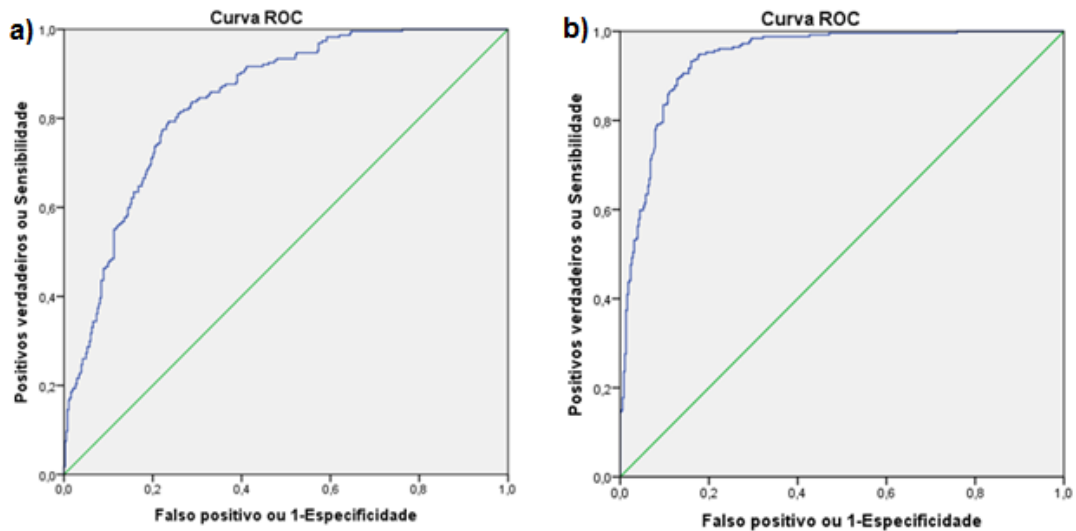 a)
Curva ROC
Positivos verdadeiros ou Sensibilidade
1,0
0,8
0,6
0,4
0,2
0,0
0,0 0,2 0,4 0,6 0,8 1,0
Falso positivo ou 1-Especificidade
b)
Curva ROC
Positivos verdadeiros ou Sensibilidade
1,0
0,8
0,6
0,4
0,2
0,0
0,0 0,2 0,4 0,6 0,8 1,0
Falso positivo ou 1-Especificidade